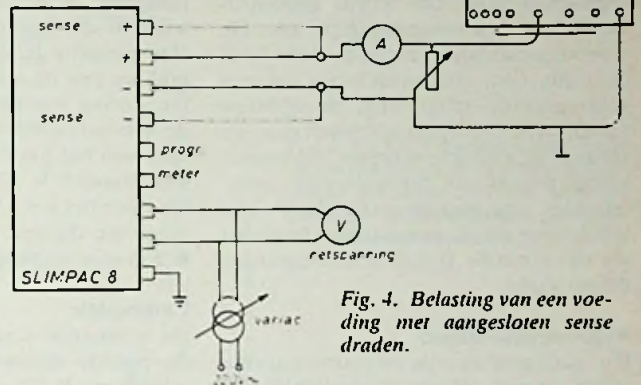 sense +
+
A
-
sense -
progr.
meter
V
netspanning
SLIMPAC 8
variac
Fig. 4. Belasting van een voe-
ding met aangesloten sense
draden.